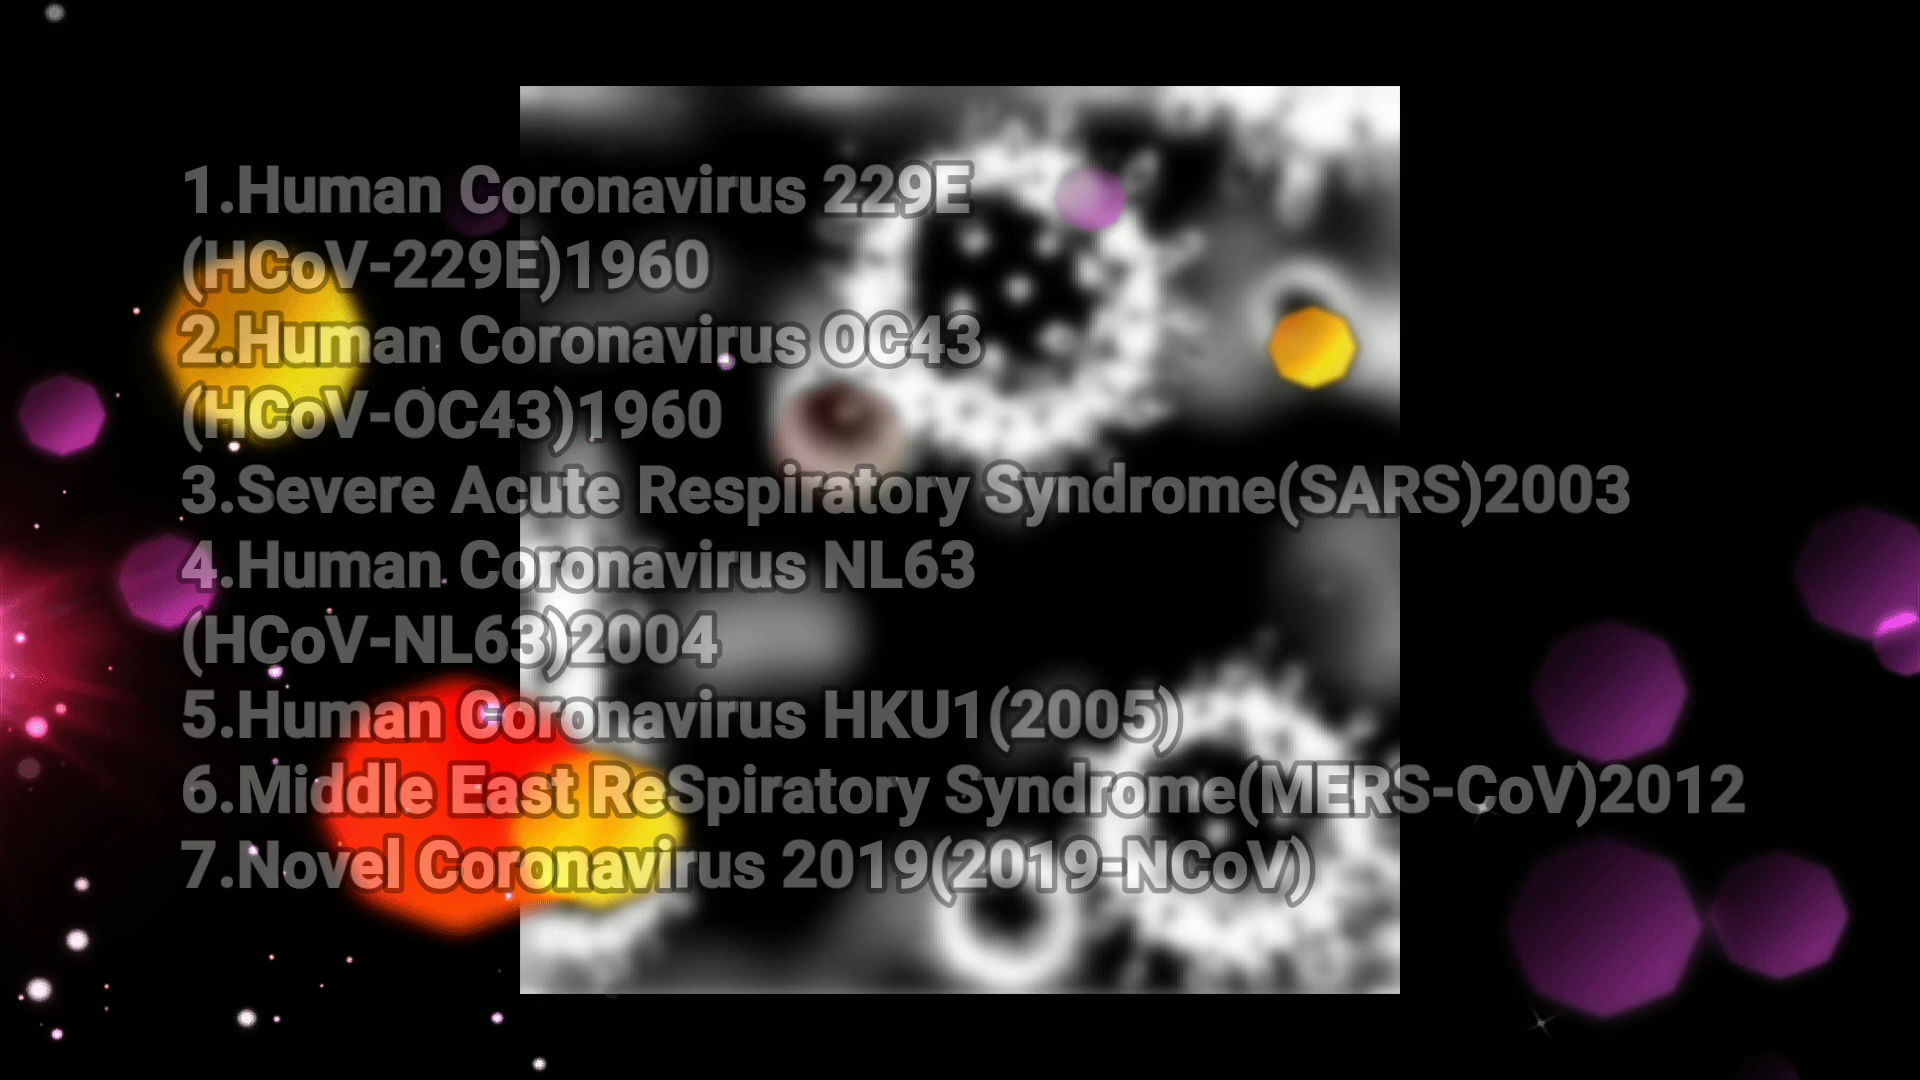 1.Human Coronavirus 229E
(HCoV-229E)1960
2.Human Coronavirus OC43
(HCoV-OC43)1960
3.Severe Acute Respiratory Syndrome(SARS)2003
4.Human Coronavirus NL63
(HCoV-NL63)2004
5.Human Coronavirus HKU1(2005)
6.Middle East ReSpiratory Syndrome(MERS-CoV)2012
7.Novel Coronavirus 2019(2019-NCoV)